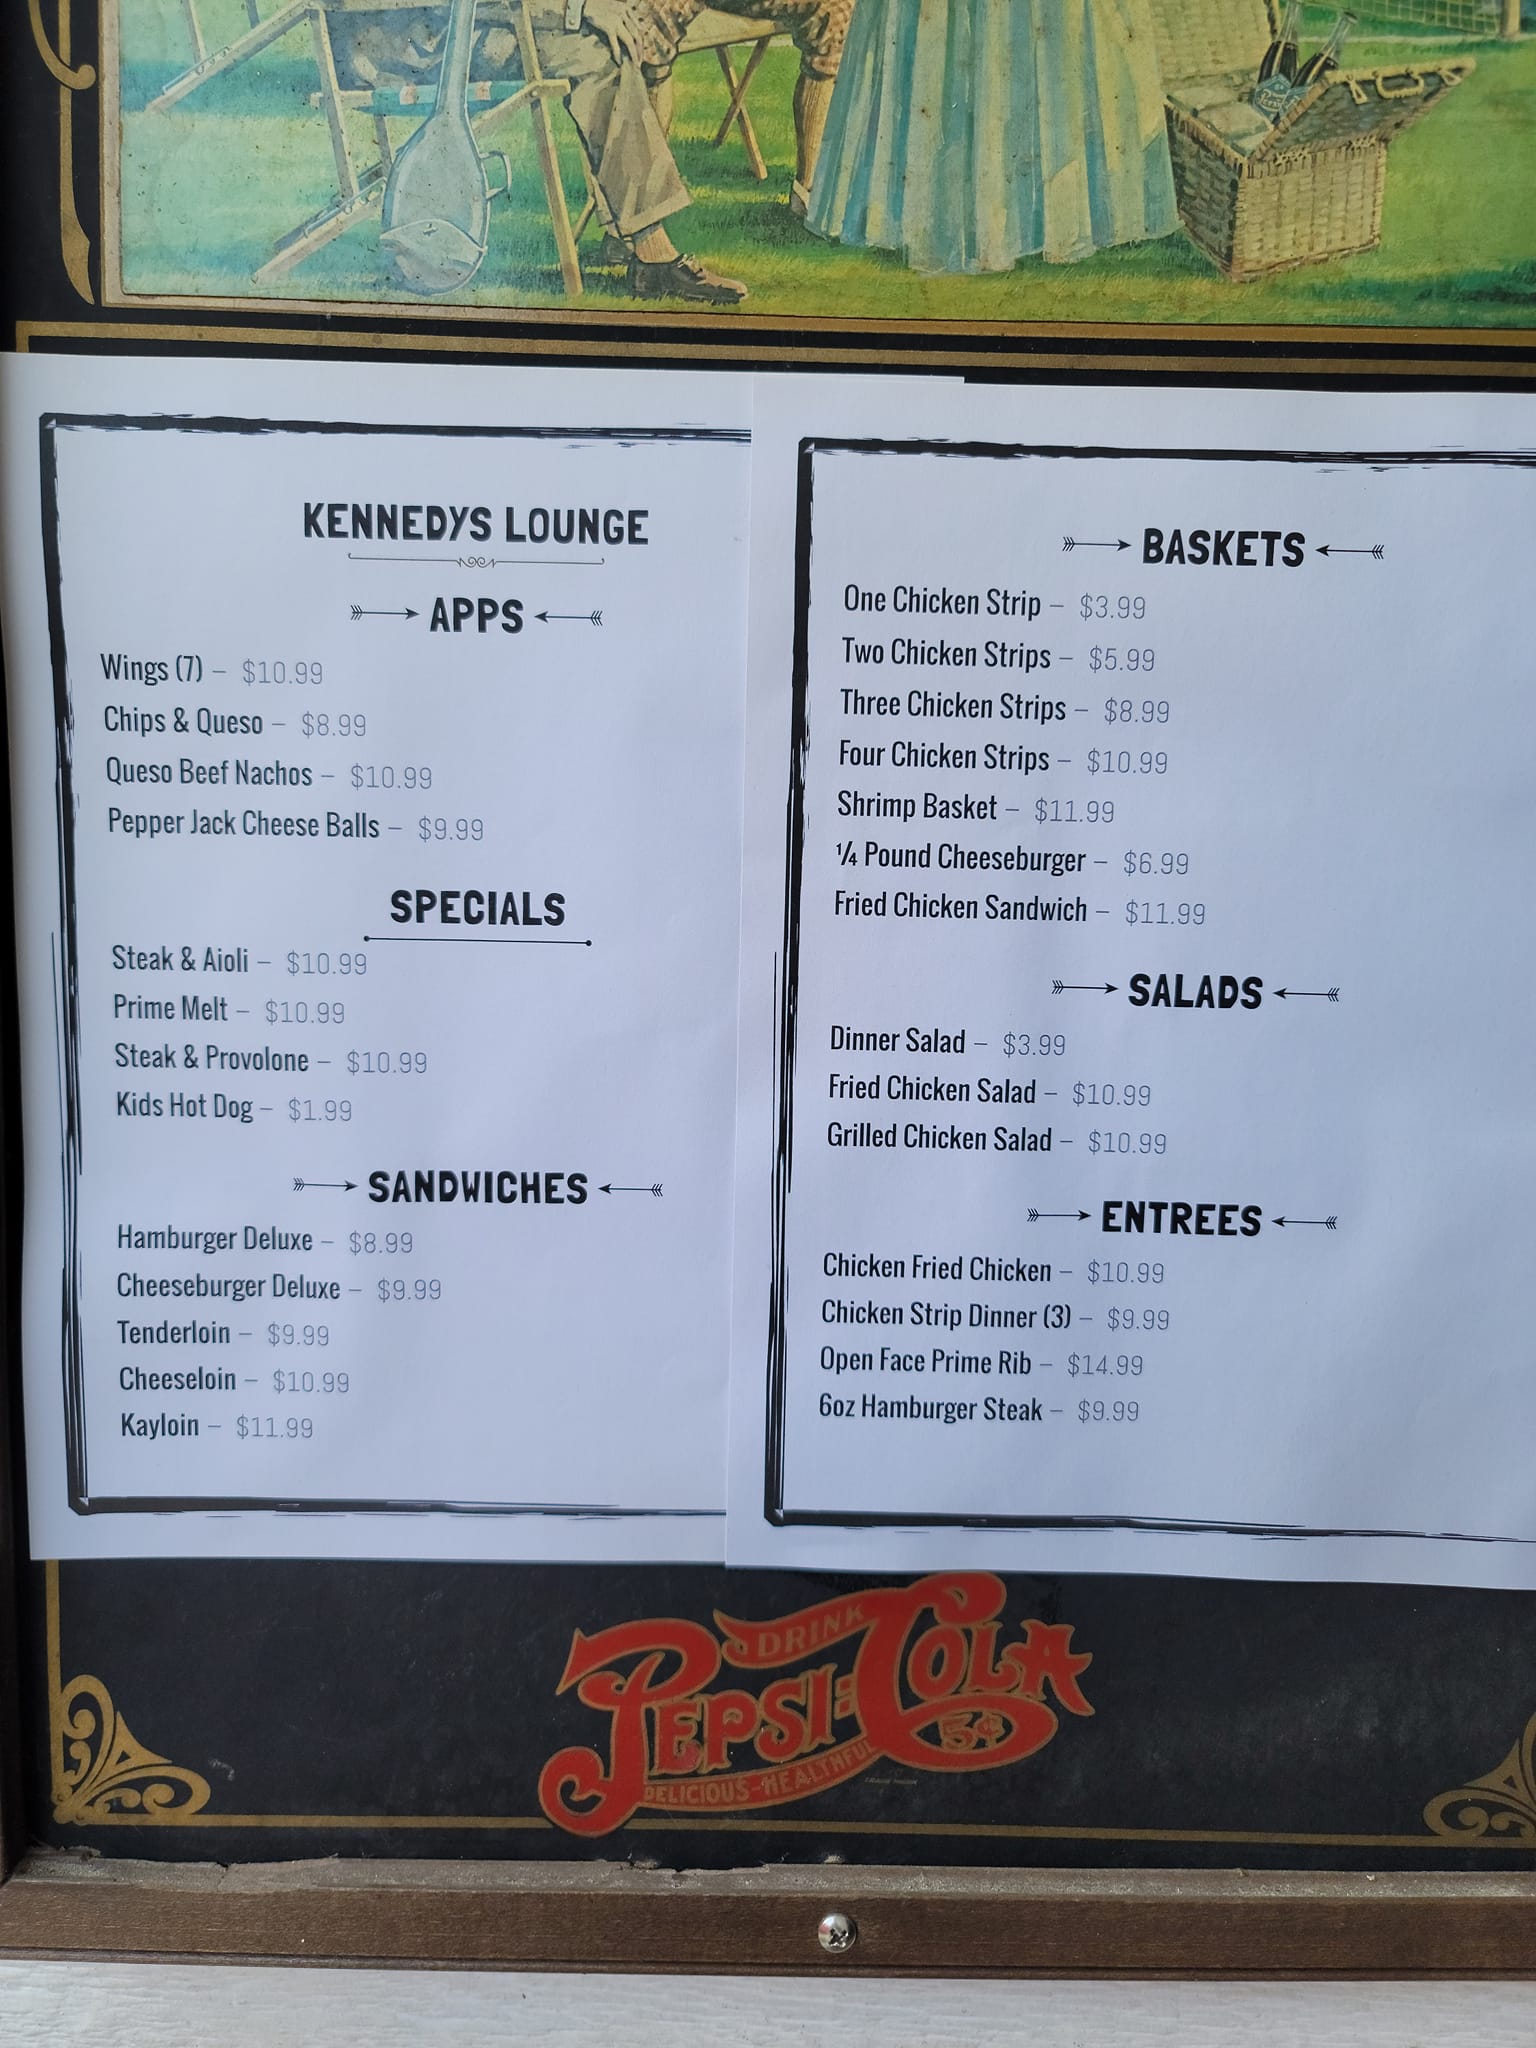 KENNEDYS LOUNGE
APPS
Wings (7) – $10.99
Chips & Queso – $8.99
Queso Beef Nachos – $10.99
Pepper Jack Cheese Balls – $9.99
SPECIALS
Steak & Aioli – $10.99
Prime Melt – $10.99
Steak & Provolone – $10.99
Kids Hot Dog – $1.99
SANDWICHES
Hamburger Deluxe – $8.99
Cheeseburger Deluxe – $9.99
Tenderloin – $9.99
Cheeseloin – $10.99
Kayloin – $11.99
BASKETS
One Chicken Strip – $3.99
Two Chicken Strips – $5.99
Three Chicken Strips – $8.99
Four Chicken Strips – $10.99
Shrimp Basket – $11.99
¼ Pound Cheeseburger – $6.99
Fried Chicken Sandwich – $11.99
SALADS
Dinner Salad – $3.99
Fried Chicken Salad – $10.99
Grilled Chicken Salad – $10.99
ENTREES
Chicken Fried Chicken – $10.99
Chicken Strip Dinner (3) – $9.99
Open Face Prime Rib – $14.99
6oz Hamburger Steak – $9.99
DRINK
PEPSI=COLA
5¢
DELICIOUS-HEALTHFUL